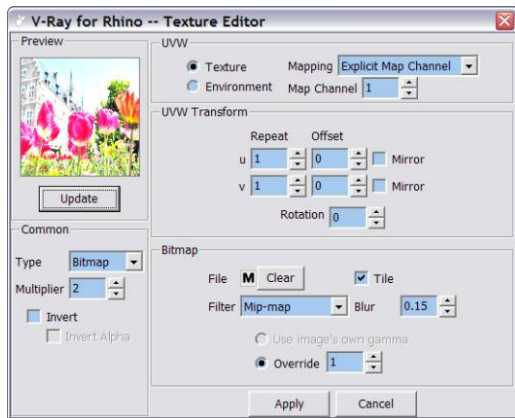 V-Ray for Rhino -- Texture Editor
Preview
Update
Common
Type Bitmap
Multiplier 2
Invert
Invert Alpha
UVW
Texture Mapping Explicit Map Channel
Environment Map Channel 1
UVW Transform
Repeat Offset
u 1 0 Mirror
v 1 0 Mirror
Rotation 0
Bitmap
File M Clear Tile
Filter Mip-map Blur 0.15
Use image's own gamma
Override 1
Apply Cancel